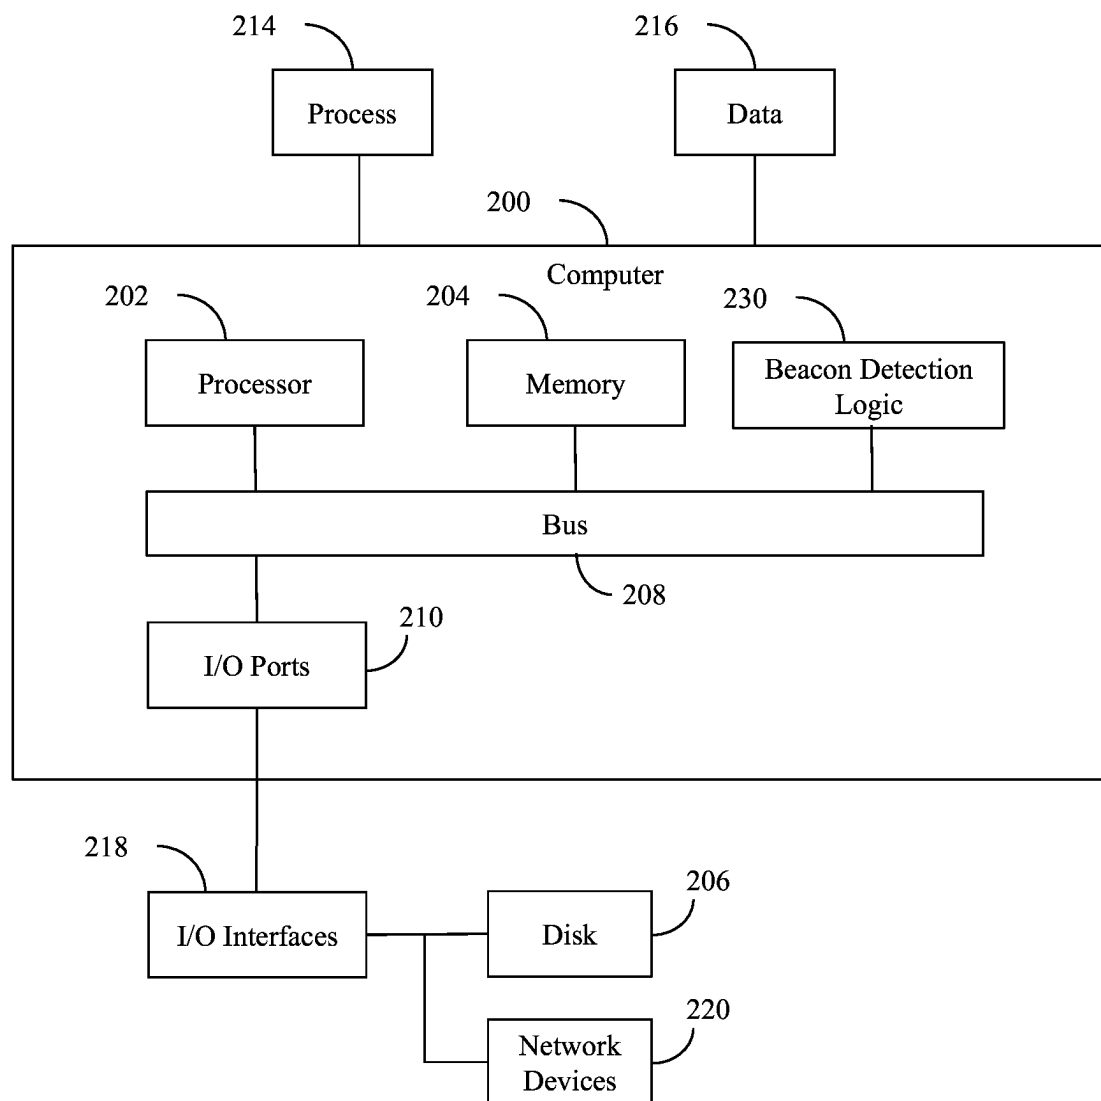 214
216
Process
Data
200
Computer
202
204
230
Processor
Memory
Beacon Detection
Logic
Bus
208
210
I/O Ports
218
206
I/O Interfaces
Disk
220
Network
Devices